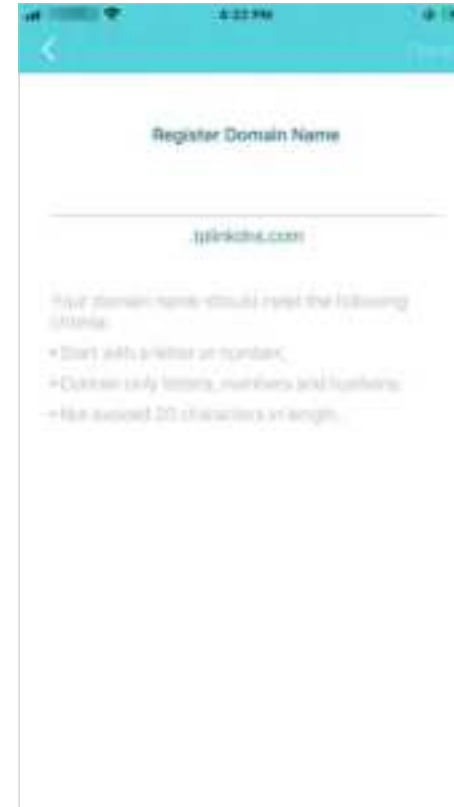 Register Domain Name
.tplinkdns.com
Your domain name should meet the following
criteria:
• Start with a letter or number;
• Contain only letters, numbers and hyphens;
• Not exceed 20 characters in length.